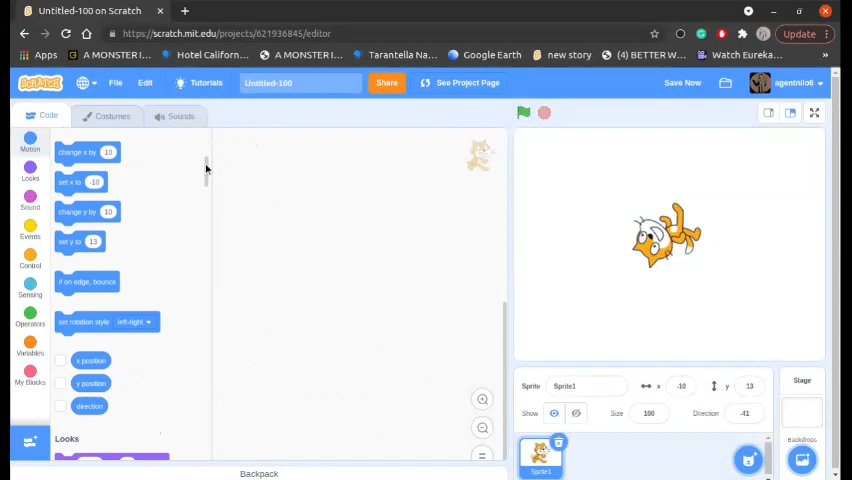 Untitled-100 on Scratch
https://scratch.mit.edu/projects/621936845/editor
Update
Apps
A MONSTER I...
Hotel Californ...
A MONSTER I...
Tarantella Na...
Google Earth
new story
(4) BETTER W...
Watch Eureka...
SCRATCH
File
Edit
Tutorials
Untitled-100
Share
See Project Page
Save Now
agentnilo6
Code
Costumes
Sounds
Motion
Looks
Sound
Events
Control
Sensing
Operators
Variables
My Blocks
change x by 10
set x to -10
change y by 10
set y to 13
if on edge, bounce
set rotation style left-right
x position
y position
direction
Looks
Sprite Sprite1 x -10 y 13
Show Size 100 Direction -41
Sprite1
Stage
Backdrops
Backpack